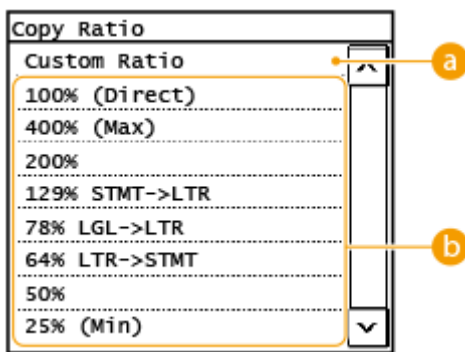 Copy Ratio
Custom Ratio
a
100% (Direct)
400% (Max)
200%
129% STMT->LTR
78% LGL->LTR
64% LTR->STMT
b
50%
25% (Min)